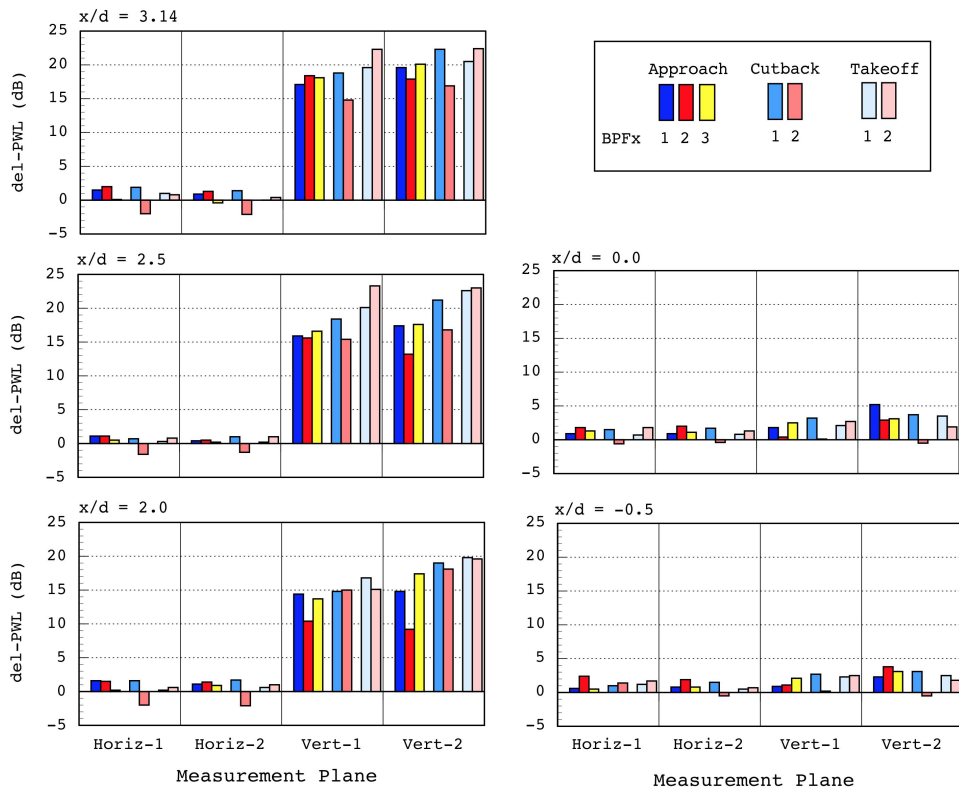 x/d = 3.14
25
20
15
10
5
0
−5
del-PWL (dB)
Approach Cutback Takeoff
BPFx 1 2 3 1 2 1 2
x/d = 2.5
25
20
15
10
5
0
−5
del-PWL (dB)
x/d = 0.0
25
20
15
10
5
0
−5
x/d = 2.0
25
20
15
10
5
0
−5
del-PWL (dB)
Horiz-1 Horiz-2 Vert-1 Vert-2
Measurement Plane
x/d = −0.5
25
20
15
10
5
0
−5
Horiz-1 Horiz-2 Vert-1 Vert-2
Measurement Plane